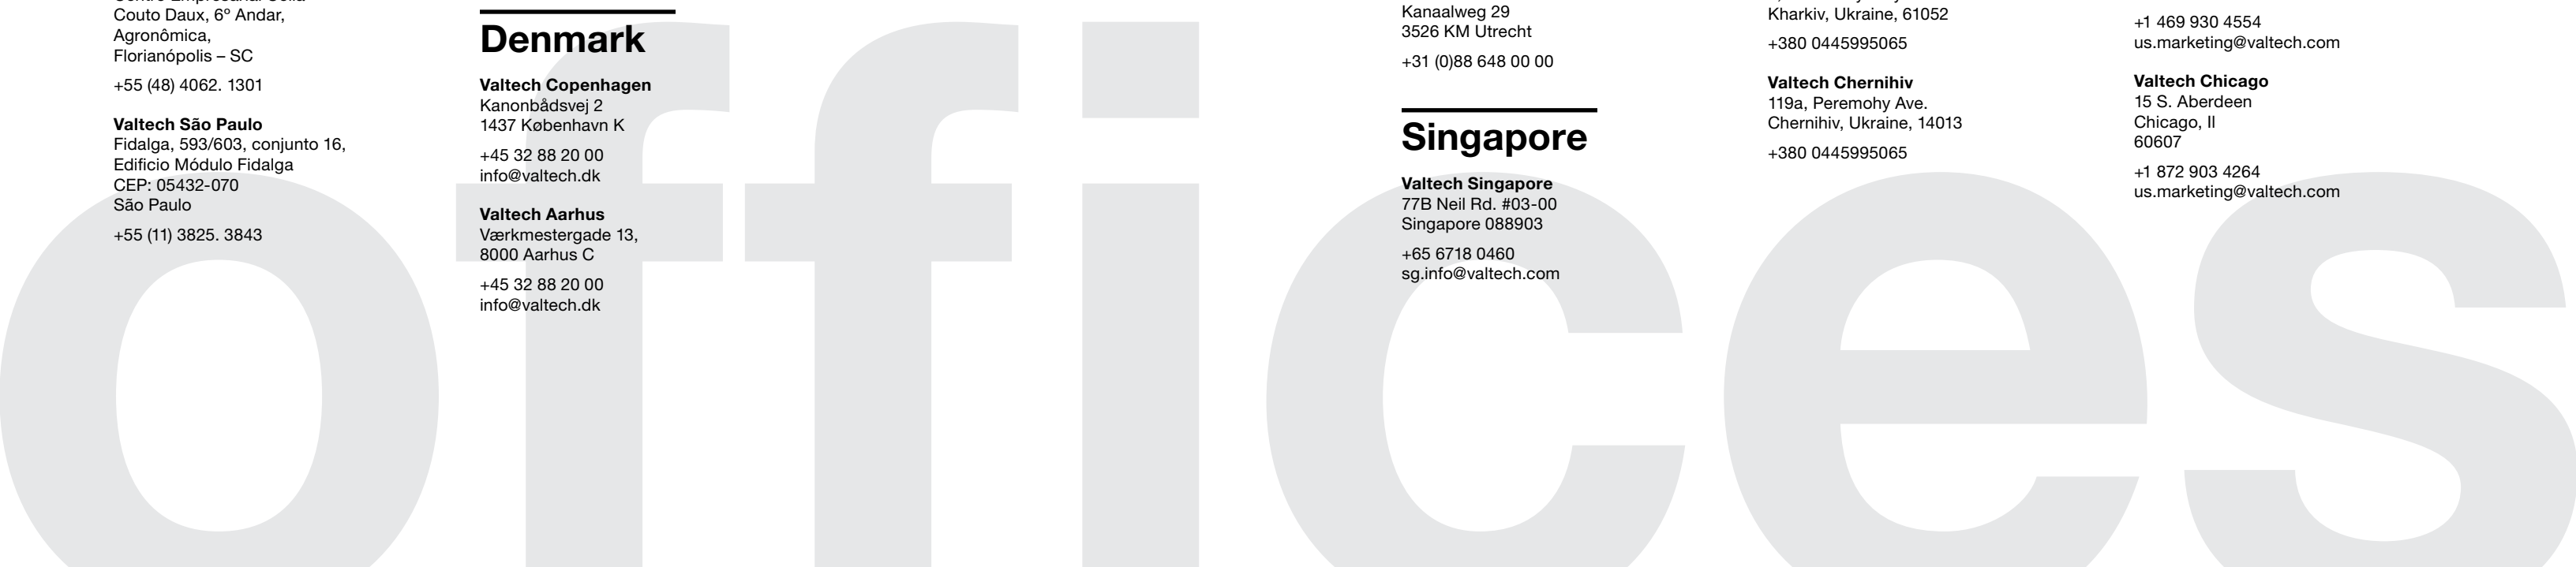 Couto Daux, 6º Andar,
Agronômica,
Florianópolis – SC
+55 (48) 4062. 1301
Valtech São Paulo
Fidalga, 593/603, conjunto 16,
Edificio Módulo Fidalga
CEP: 05432-070
São Paulo
+55 (11) 3825. 3843
Denmark
Valtech Copenhagen
Kanonbådsvej 2
1437 København K
+45 32 88 20 00
info@valtech.dk
Valtech Aarhus
Værkmestergade 13,
8000 Aarhus C
+45 32 88 20 00
info@valtech.dk
Kanaalweg 29
3526 KM Utrecht
+31 (0)88 648 00 00
Singapore
Valtech Singapore
77B Neil Rd. #03-00
Singapore 088903
+65 6718 0460
sg.info@valtech.com
Kharkiv, Ukraine, 61052
+380 0445995065
Valtech Chernihiv
119a, Peremohy Ave.
Chernihiv, Ukraine, 14013
+380 0445995065
+1 469 930 4554
us.marketing@valtech.com
Valtech Chicago
15 S. Aberdeen
Chicago, Il
60607
+1 872 903 4264
us.marketing@valtech.com
offices